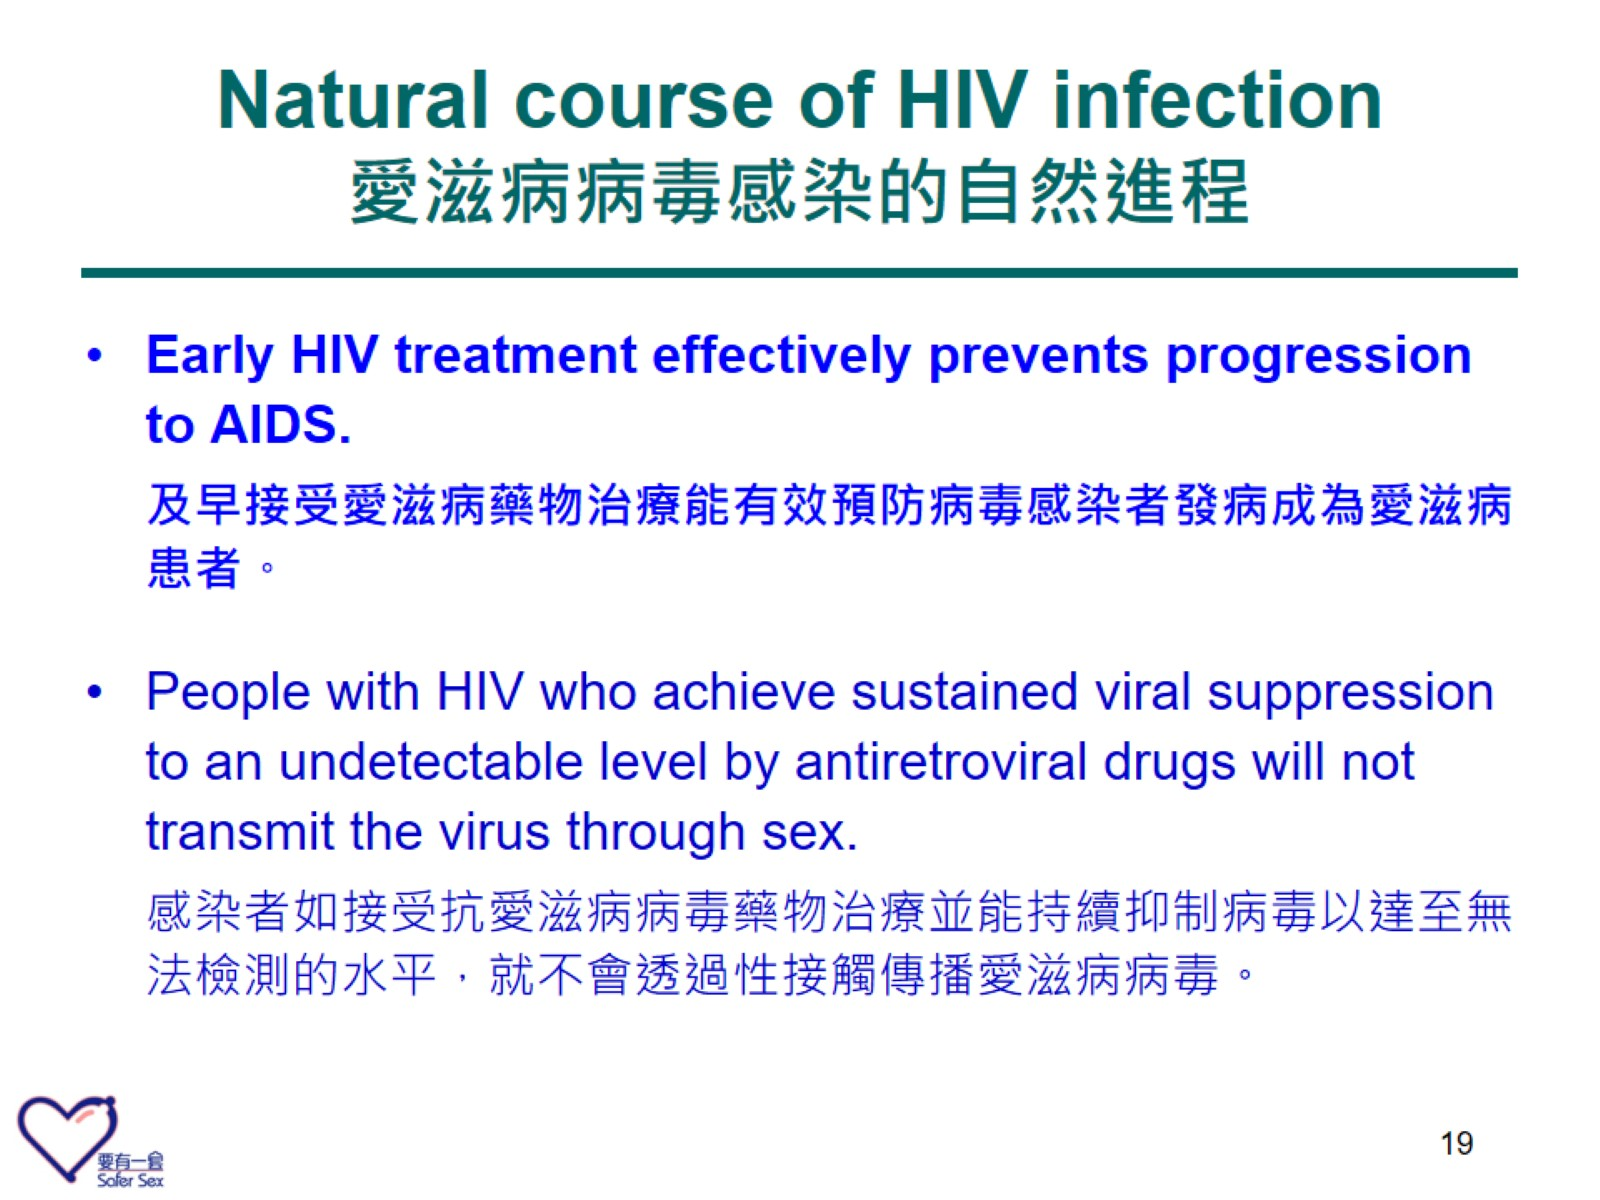 Natural course of HIV infection
愛滋病病毒感染的自然進程
• Early HIV treatment effectively prevents progression
to AIDS.
及早接受愛滋病藥物治療能有效預防病毒感染者發病成為愛滋病
患者。
• People with HIV who achieve sustained viral suppression
to an undetectable level by antiretroviral drugs will not
transmit the virus through sex.
感染者如接受抗愛滋病病毒藥物治療並能持續抑制病毒以達至無
法檢測的水平，就不會透過性接觸傳播愛滋病病毒。
要有一套
Safer Sex
19